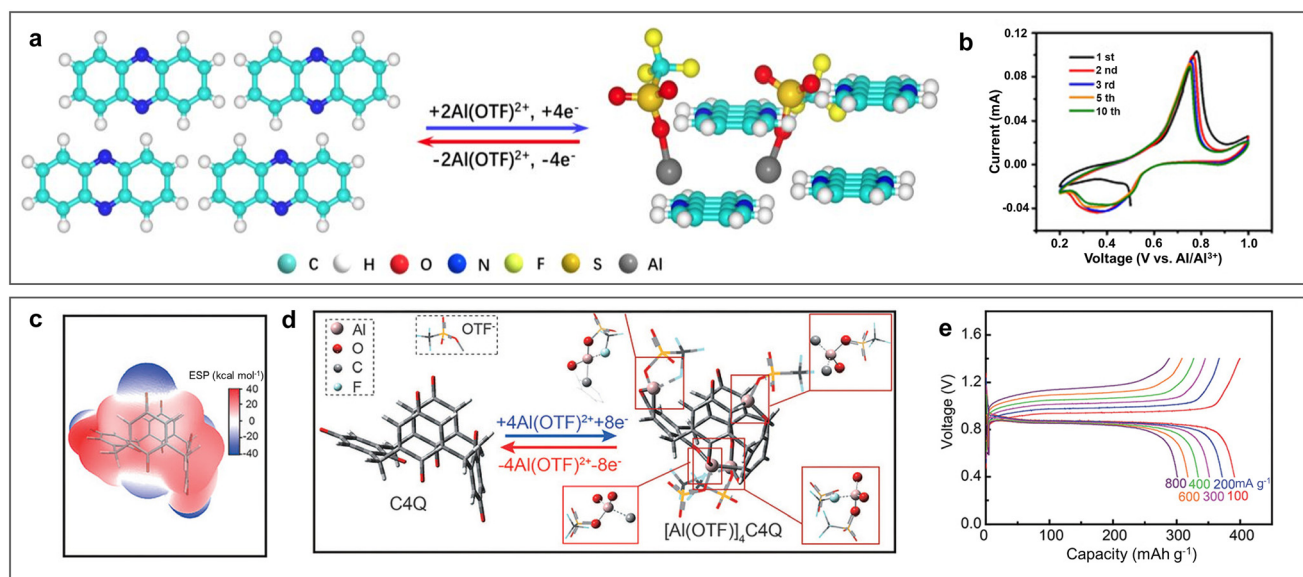 a
+2Al(OTF)²⁺, +4e⁻
-2Al(OTF)²⁺, -4e⁻
C H O N F S Al
b
0.12
0.08
0.04
0.00
-0.04
Current (mA)
1 st
2 nd
3 rd
5 th
10 th
0.2 0.4 0.6 0.8 1.0
Voltage (V vs. Al/Al³⁺)
c
ESP (kcal mol⁻¹)
40
20
0
-20
-40
d
Al
O
C
F
OTF⁻
C4Q
+4Al(OTF)²⁺+8e⁻
-4Al(OTF)²⁺-8e⁻
[Al(OTF)]₄C4Q
e
1.6
1.2
0.8
0.4
0.0
Voltage (V)
800 400 200mA g⁻¹
600 300 100
0 100 200 300 400
Capacity (mAh g⁻¹)